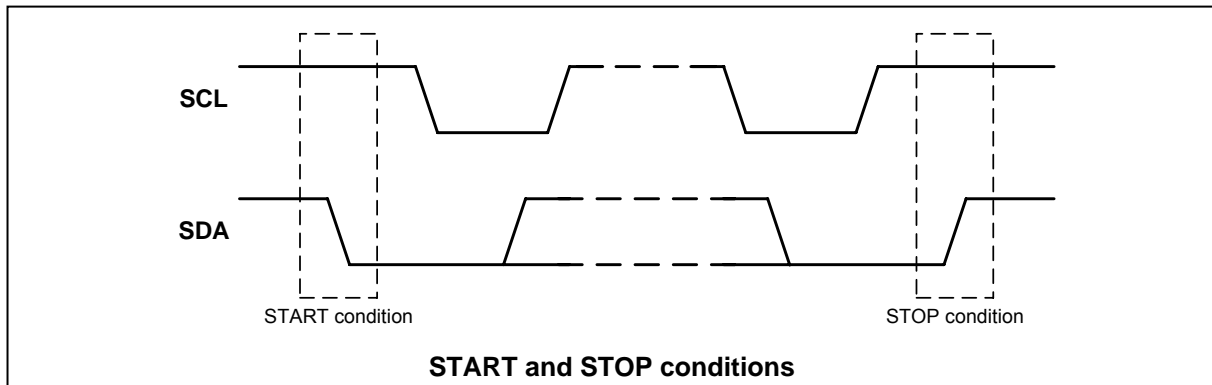 SCL
SDA
START condition
STOP condition
START and STOP conditions